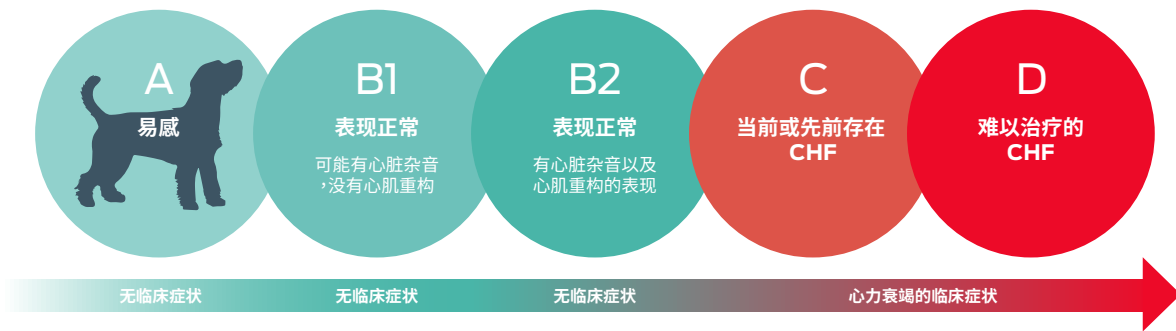 A
易感
B1
表现正常
可能有心脏杂音
,没有心肌重构
B2
表现正常
有心脏杂音以及
心肌重构的表现
C
当前或先前存在
CHF
D
难以治疗的
CHF
无临床症状
无临床症状
无临床症状
心力衰竭的临床症状